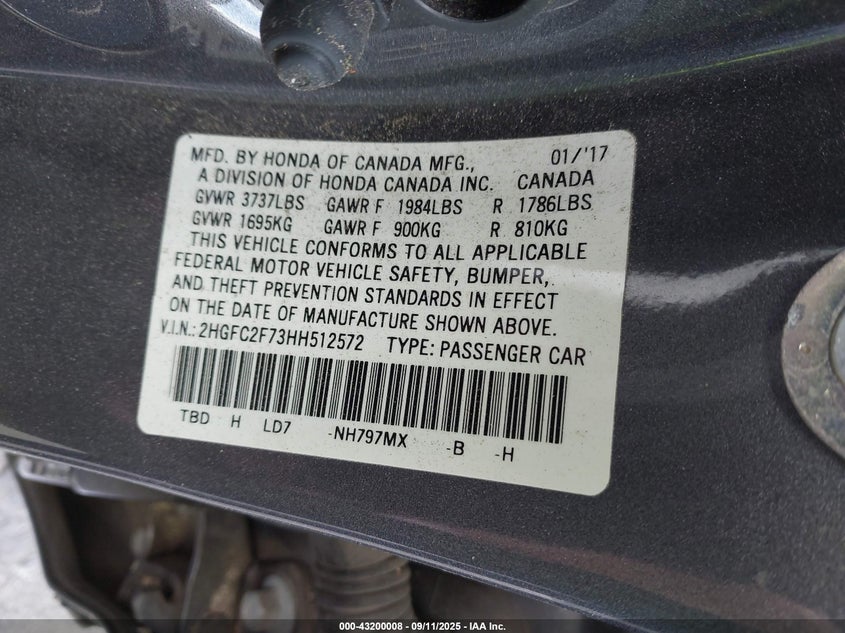 MFD. BY HONDA OF CANADA MFG., 01/'17
A DIVISION OF HONDA CANADA INC. CANADA
GVWR 3737LBS GAWR F 1984LBS R 1786LBS
GVWR 1695KG GAWR F 900KG R 810KG
THIS VEHICLE CONFORMS TO ALL APPLICABLE
FEDERAL MOTOR VEHICLE SAFETY, BUMPER,
AND THEFT PREVENTION STANDARDS IN EFFECT
ON THE DATE OF MANUFACTURE SHOWN ABOVE.
V.I.N.: 2HGFC2F73HH512572 TYPE: PASSENGER CAR
TBD H LD7 -NH797MX -B -H
000-43200008 - 09/11/2025 - IAA Inc.